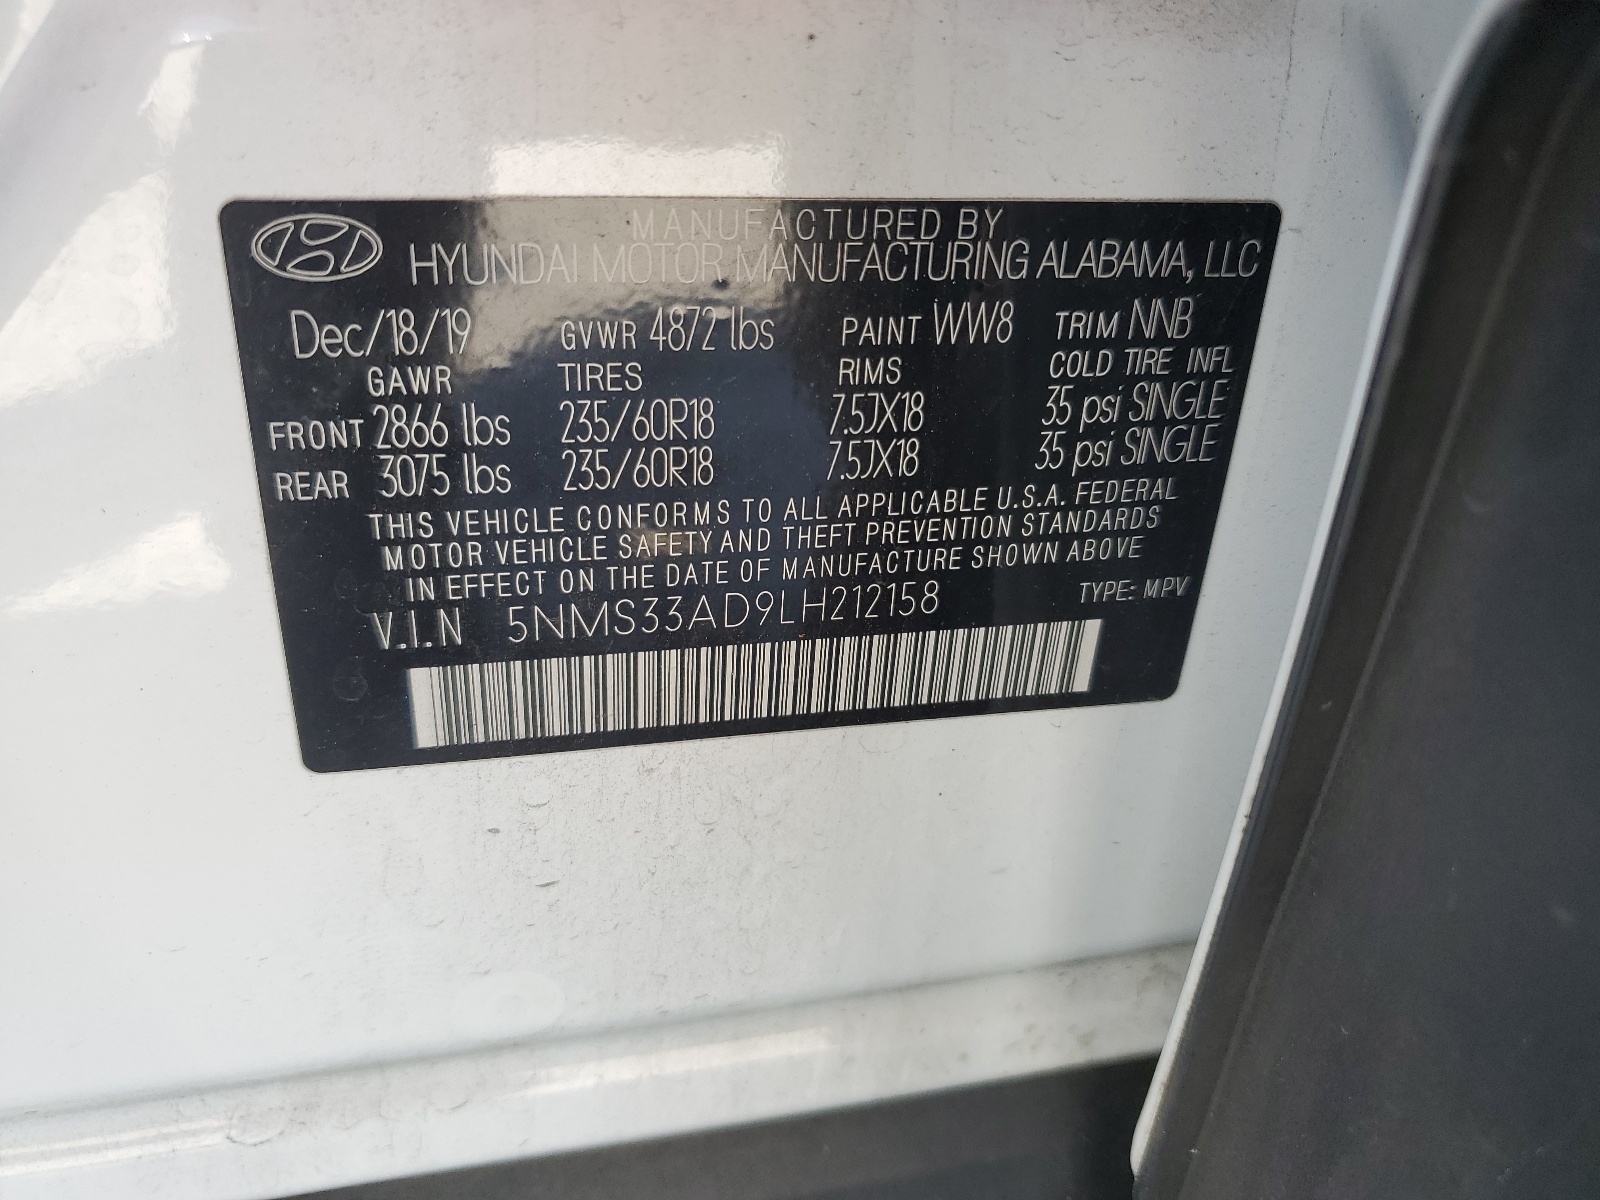 MANUFACTURED BY
HYUNDAI MOTOR MANUFACTURING ALABAMA, LLC
Dec/18/19 GVWR 4872 lbs PAINT WW8 TRIM NNB
GAWR TIRES RIMS COLD TIRE INFL
FRONT 2866 lbs 235/60R18 7.5JX18 35 psi SINGLE
REAR 3075 lbs 235/60R18 7.5JX18 35 psi SINGLE
THIS VEHICLE CONFORMS TO ALL APPLICABLE U.S.A. FEDERAL
MOTOR VEHICLE SAFETY AND THEFT PREVENTION STANDARDS
IN EFFECT ON THE DATE OF MANUFACTURE SHOWN ABOVE
V.I.N 5NMS33AD9LH212158 TYPE: MPV